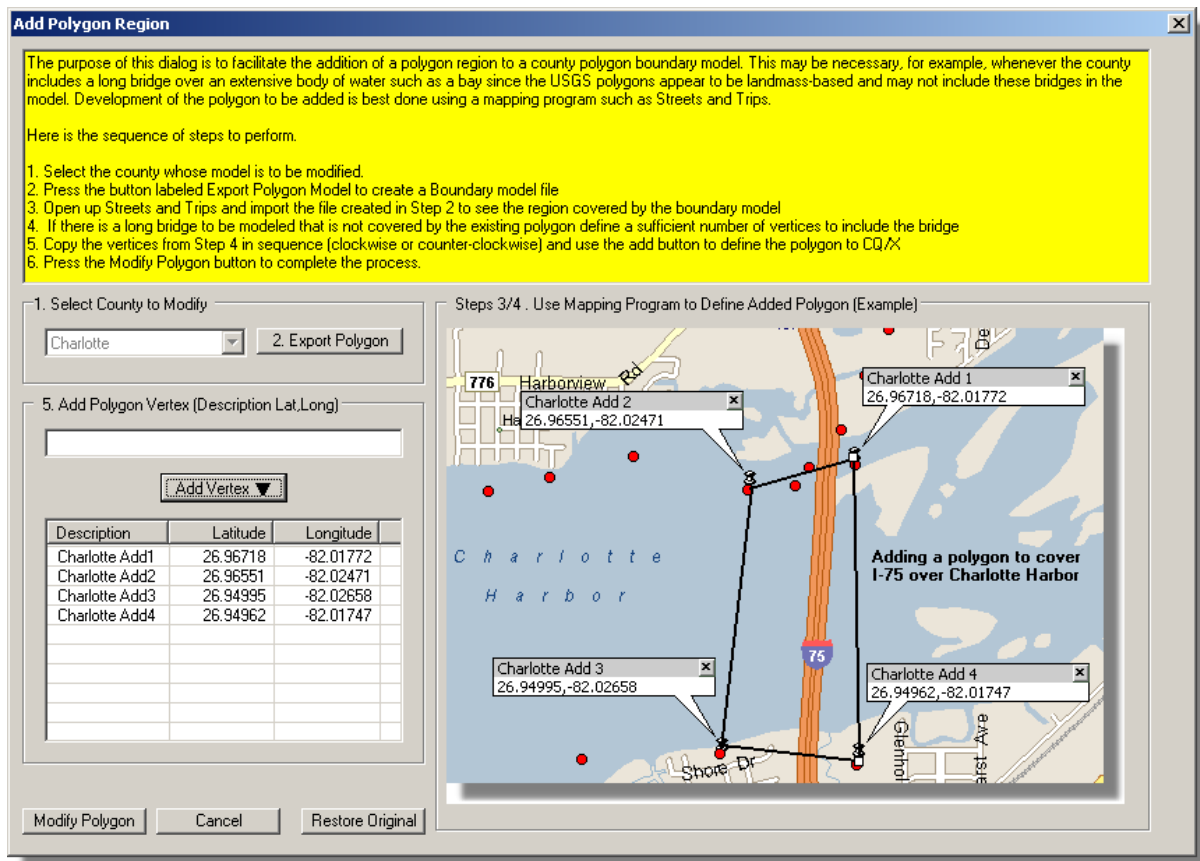 Add Polygon Region
The purpose of this dialog is to facilitate the addition of a polygon region to a county polygon boundary model. This may be necessary, for example, whenever the county
includes a long bridge over an extensive body of water such as a bay since the USGS polygons appear to be landmass-based and may not include these bridges in the
model. Development of the polygon to be added is best done using a mapping program such as Streets and Trips.
Here is the sequence of steps to perform.
1. Select the county whose model is to be modified.
2. Press the button labeled Export Polygon Model to create a Boundary model file
3. Open up Streets and Trips and import the file created in Step 2 to see the region covered by the boundary model
4. If there is a long bridge to be modeled that is not covered by the existing polygon define a sufficient number of vertices to include the bridge
5. Copy the vertices from Step 4 in sequence (clockwise or counter-clockwise) and use the add button to define the polygon to CQ/X
6. Press the Modify Polygon button to complete the process.
1. Select County to Modify
Charlotte
2. Export Polygon
5. Add Polygon Vertex (Description Lat,Long)
Add Vertex
Description Latitude Longitude
Charlotte Add1 26.96718 -82.01772
Charlotte Add2 26.96551 -82.02471
Charlotte Add3 26.94995 -82.02658
Charlotte Add4 26.94962 -82.01747
Modify Polygon
Cancel
Restore Original
Steps 3/4 . Use Mapping Program to Define Added Polygon (Example)
776
Harborview Rd
Ha
De
Charlotte Add 1
26.96718,-82.01772
Charlotte Add 2
26.96551,-82.02471
Charlotte
Harbor
Adding a polygon to cover
I-75 over Charlotte Harbor
75
Charlotte Add 3
26.94995,-82.02658
Charlotte Add 4
26.94962,-82.01747
Shore Dr
Glenhol
rst Ave